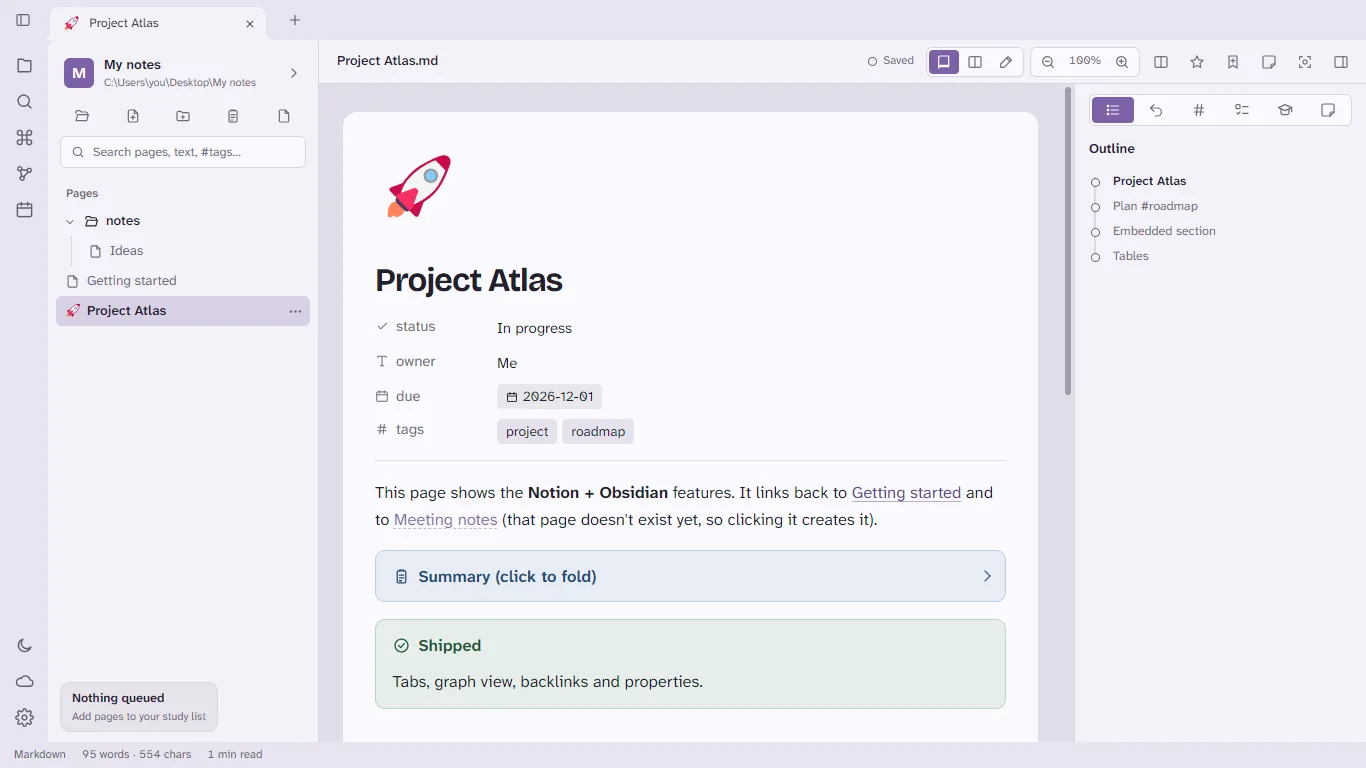 Project Atlas
M
My notes
C:\Users\you\Desktop\My notes
Search pages, text, #tags...
Pages
notes
Ideas
Getting started
Project Atlas
Nothing queued
Add pages to your study list
Project Atlas.md
Saved
100%
Project Atlas
status
In progress
owner
Me
due
2026-12-01
tags
project roadmap
This page shows the Notion + Obsidian features. It links back to Getting started and
to Meeting notes (that page doesn't exist yet, so clicking it creates it).
Summary (click to fold)
Shipped
Tabs, graph view, backlinks and properties.
Outline
Project Atlas
Plan #roadmap
Embedded section
Tables
Markdown 95 words · 554 chars 1 min read